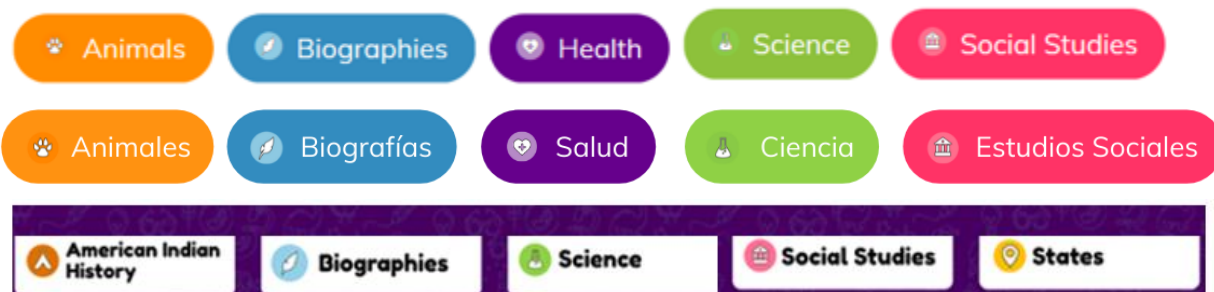 Animals Biographies Health Science Social Studies
Animales Biografías Salud Ciencia Estudios Sociales
American Indian
History
Biographies Science Social Studies States